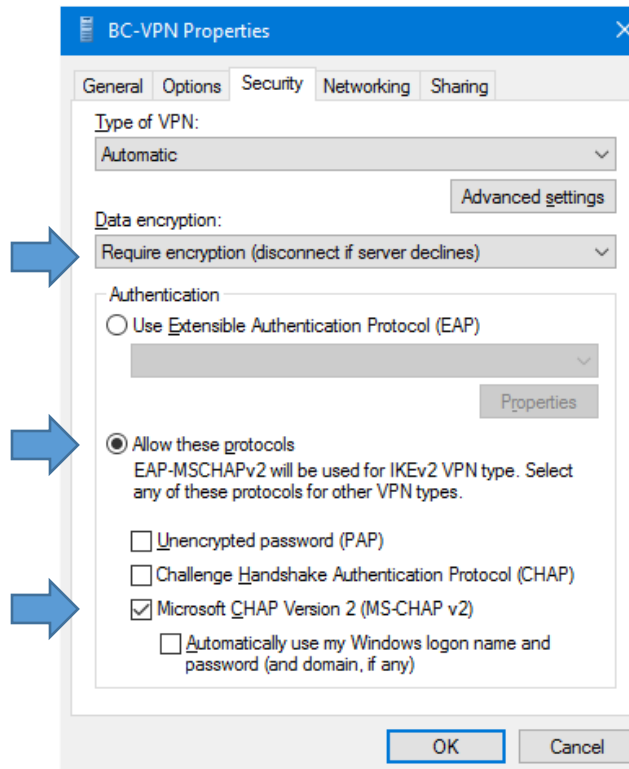 BC-VPN Properties
General Options Security Networking Sharing
Type of VPN:
Automatic
Advanced settings
Data encryption:
Require encryption (disconnect if server declines)
Authentication
Use Extensible Authentication Protocol (EAP)
Properties
Allow these protocols
EAP-MSCHAPv2 will be used for IKEv2 VPN type. Select
any of these protocols for other VPN types.
Unencrypted password (PAP)
Challenge Handshake Authentication Protocol (CHAP)
Microsoft CHAP Version 2 (MS-CHAP v2)
Automatically use my Windows logon name and
password (and domain, if any)
OK Cancel